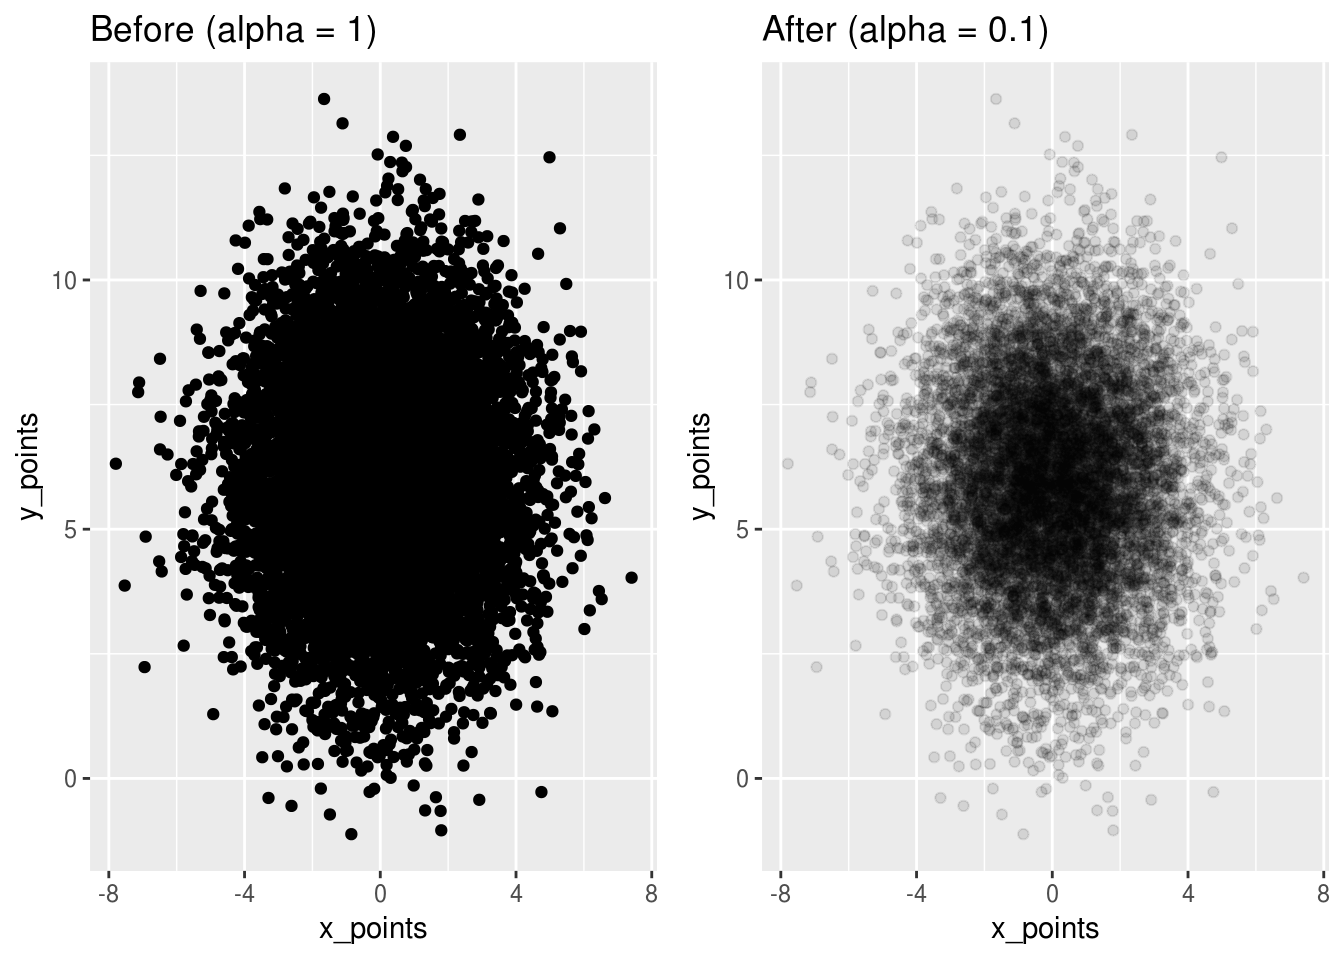 Before (alpha = 1)
y_points
10
5
0
-8 -4 0 4 8
x_points
After (alpha = 0.1)
y_points
10
5
0
-8 -4 0 4 8
x_points